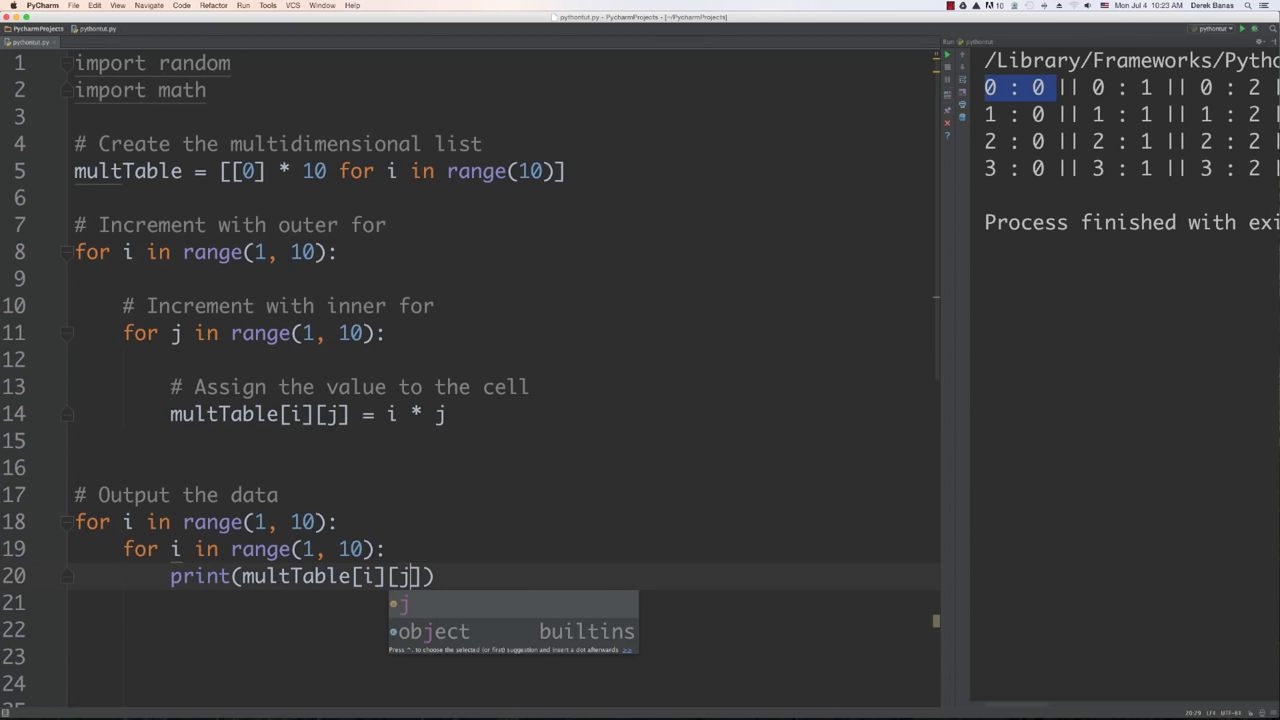 PyCharm File Edit View Navigate Code Refactor Run Tools VCS Window Help 10 Mon Jul 4 10:23 AM Derek Banas
pythontut.py - PycharmProjects - [~/PycharmProjects]
PycharmProjects pythontut.py pythontut
pythontut.py Run: pythontut
1 import random
2 import math
3
4 # Create the multidimensional list
5 multTable = [[0] * 10 for i in range(10)]
6
7 # Increment with outer for
8 for i in range(1, 10):
9
10 # Increment with inner for
11 for j in range(1, 10):
12
13 # Assign the value to the cell
14 multTable[i][j] = i * j
15
16
17 # Output the data
18 for i in range(1, 10):
19 for i in range(1, 10):
20 print(multTable[i][j])
21
22
23
24
j
object builtins
Press ^. to choose the selected (or first) suggestion and insert a dot afterwards >>
/Library/Frameworks/Pytho
0 : 0 || 0 : 1 || 0 : 2 |
1 : 0 || 1 : 1 || 1 : 2 |
2 : 0 || 2 : 1 || 2 : 2 |
3 : 0 || 3 : 1 || 3 : 2 |
Process finished with exi
20:29 LF÷ UTF-8÷